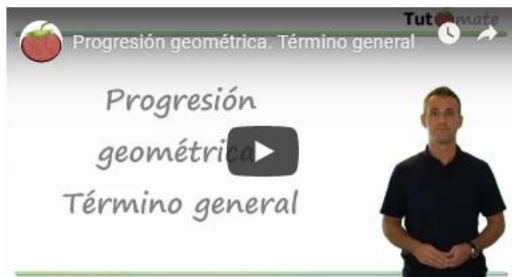 Tut mate
Progresión geométrica. Término general
Progresión
geométrica
Término general